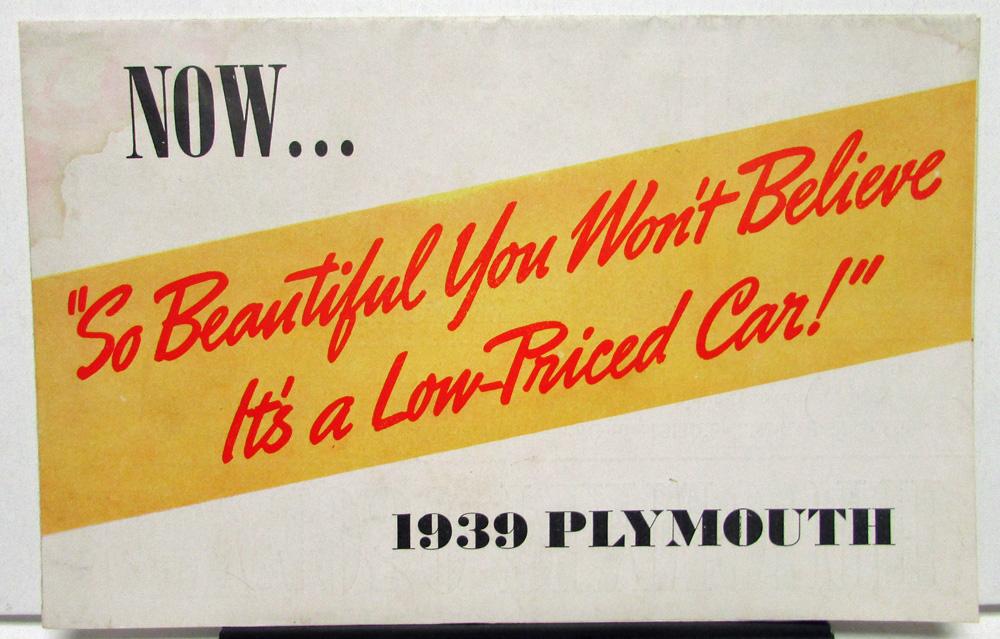 NOW...
"So Beautiful You Won't Believe
It's a Low-Priced Car!"
1939 PLYMOUTH